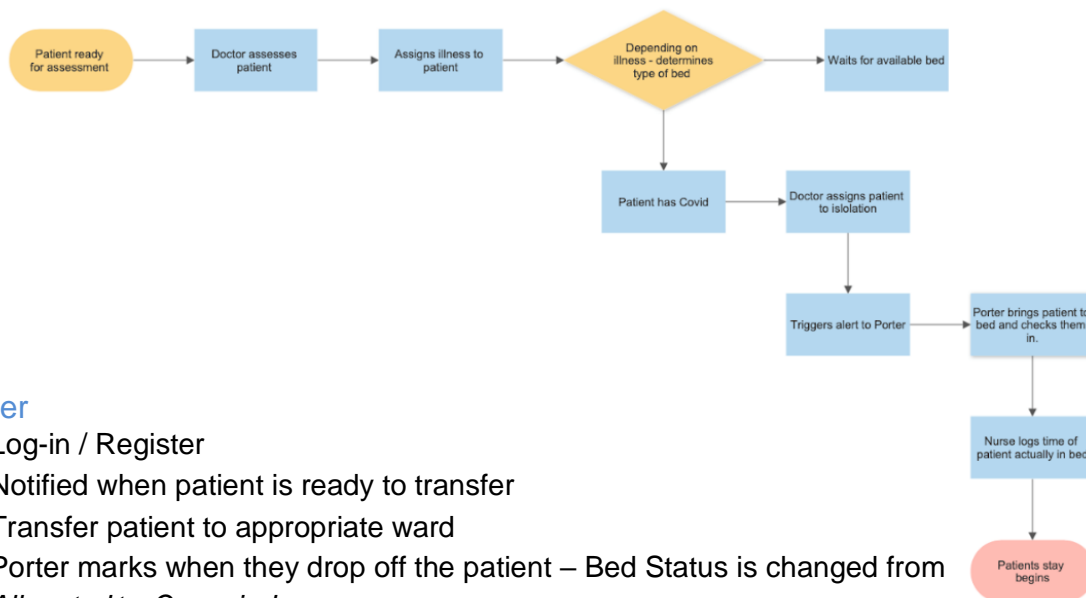 Patient ready
for assessment
Doctor assesses
patient
Assigns illness to
patient
Depending on
illness - determines
type of bed
Waits for available bed
Patient has Covid
Doctor assigns patient
to islolation
Triggers alert to Porter
Porter brings patient to
bed and checks them
in.
Nurse logs time of
patient actually in bed
Patients stay
begins
er
Log-in / Register
Notified when patient is ready to transfer
Transfer patient to appropriate ward
Porter marks when they drop off the patient – Bed Status is changed from